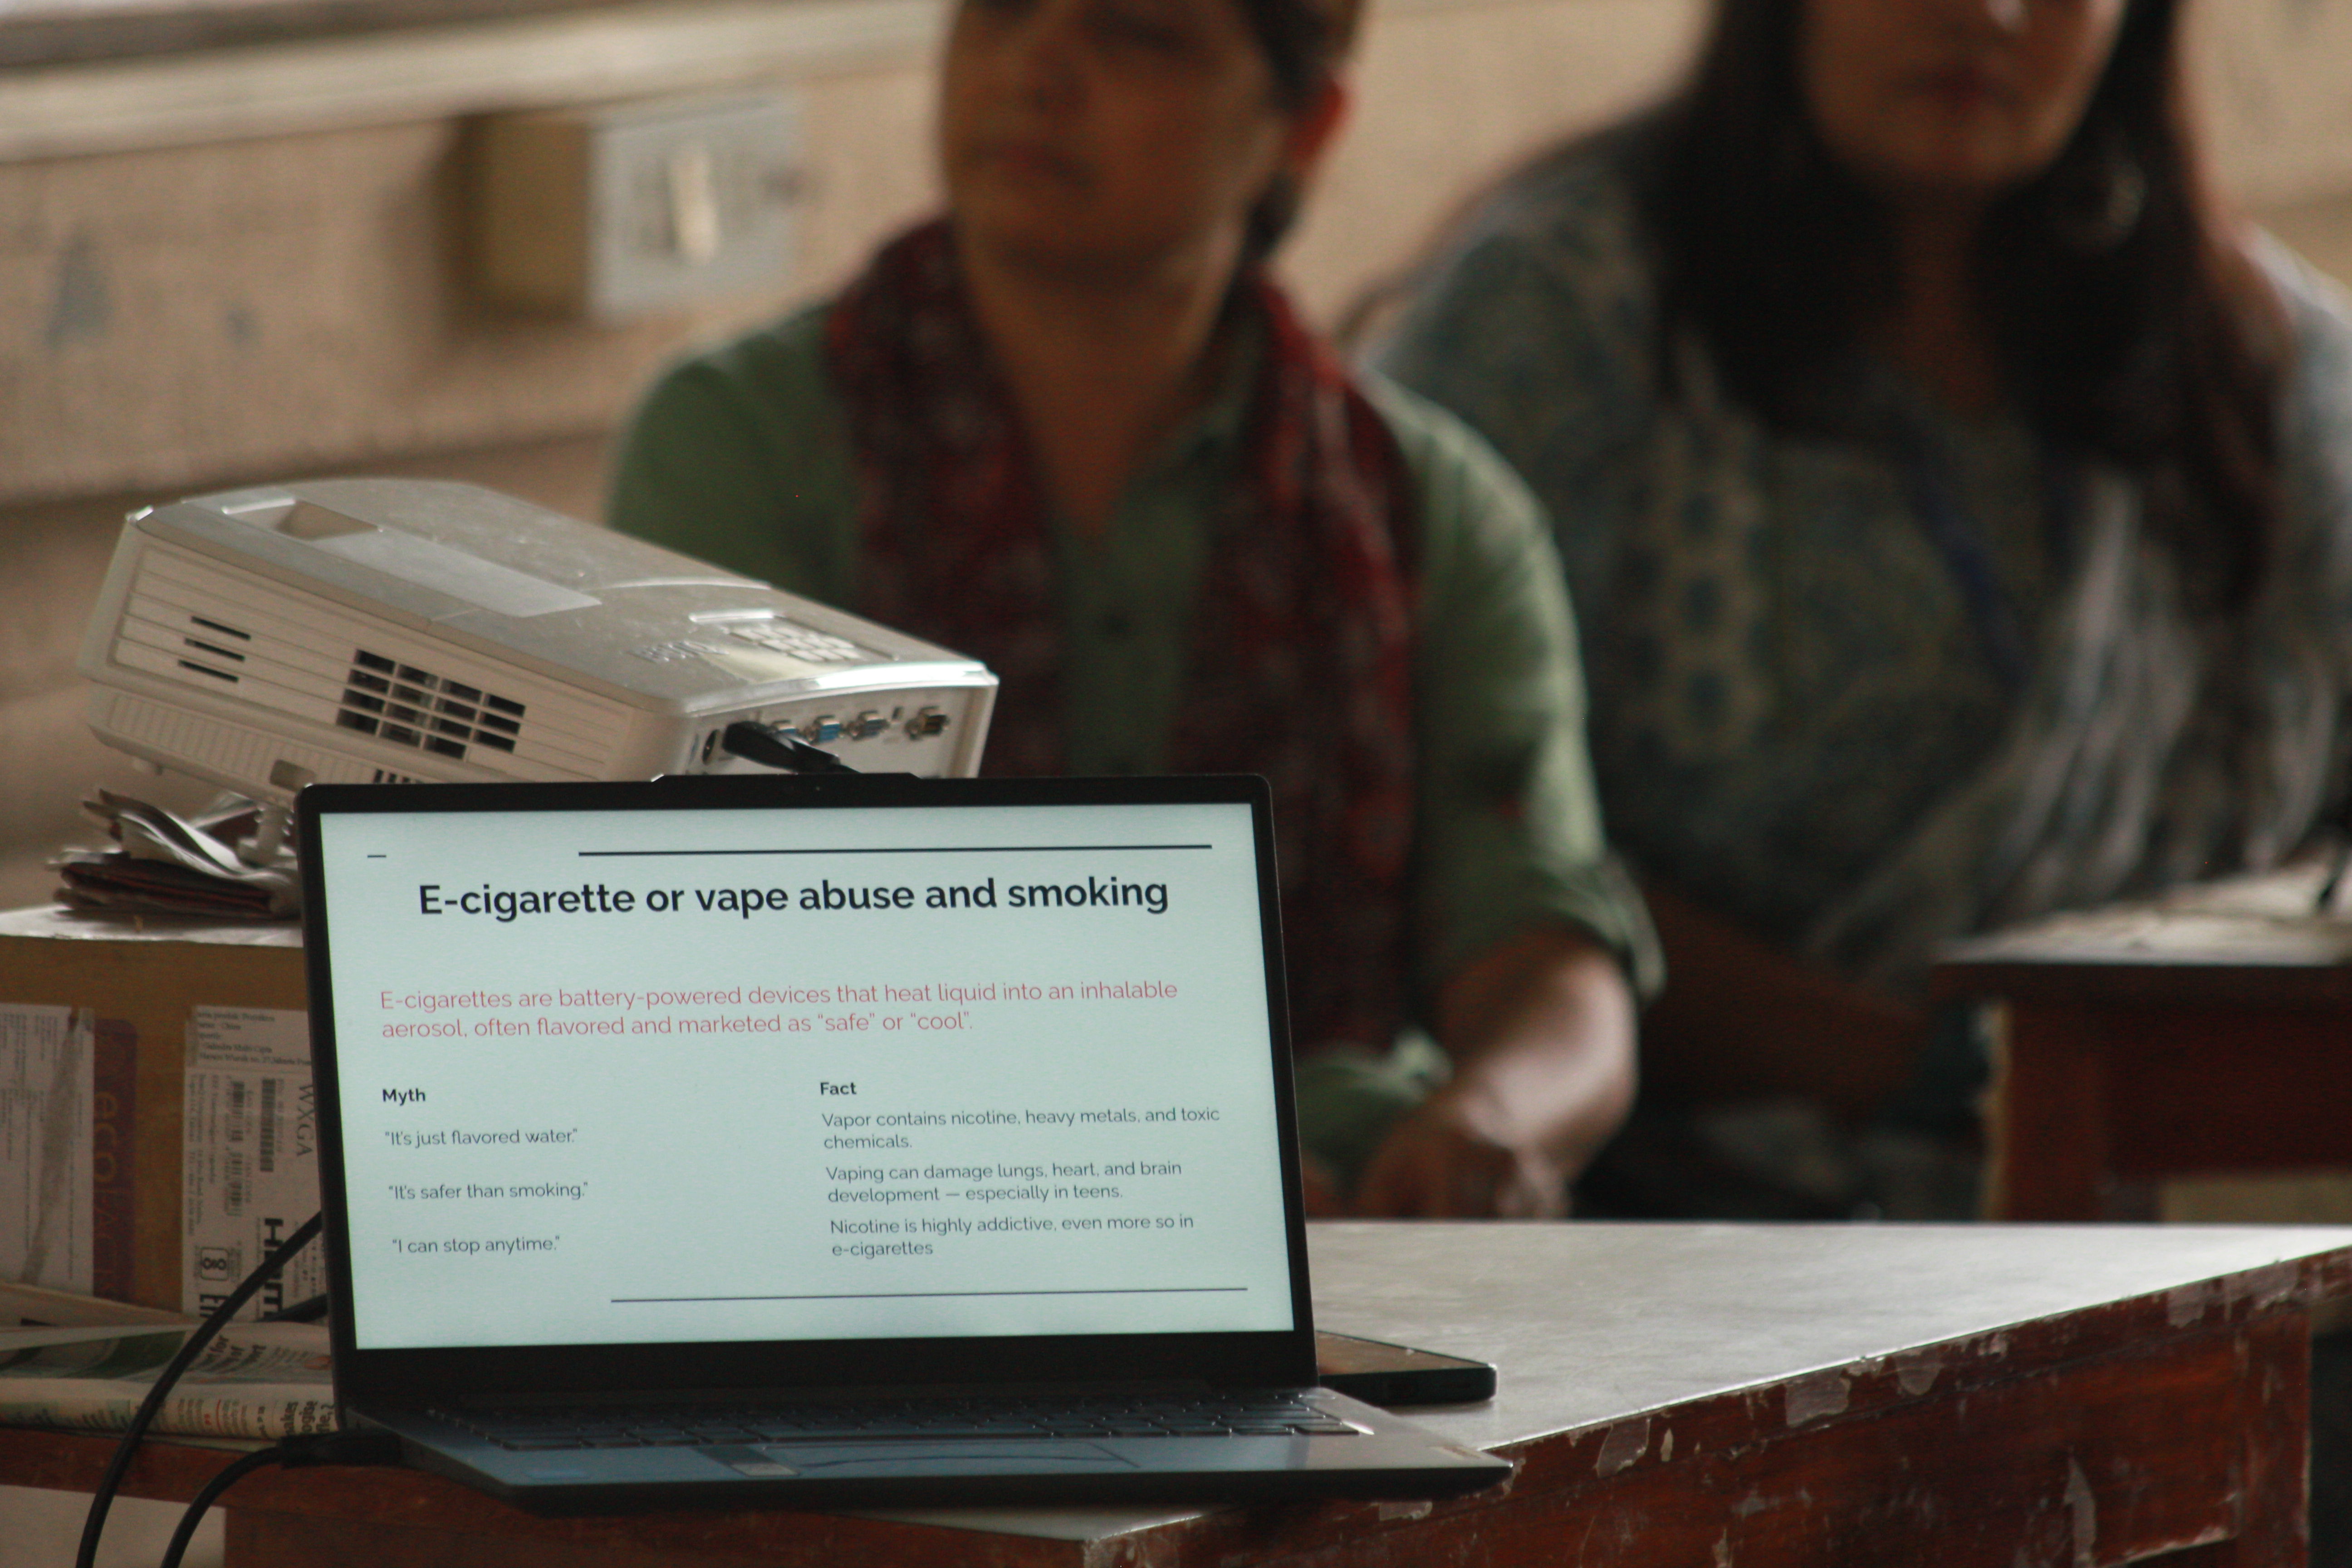 E-cigarette or vape abuse and smoking
E-cigarettes are battery-powered devices that heat liquid into an inhalable
aerosol, often flavored and marketed as “safe” or “cool”.
Myth
“It’s just flavored water.”
“It’s safer than smoking.”
“I can stop anytime.”
Fact
Vapor contains nicotine, heavy metals, and toxic
chemicals.
Vaping can damage lungs, heart, and brain
development — especially in teens.
Nicotine is highly addictive, even more so in
e-cigarettes
WXGA